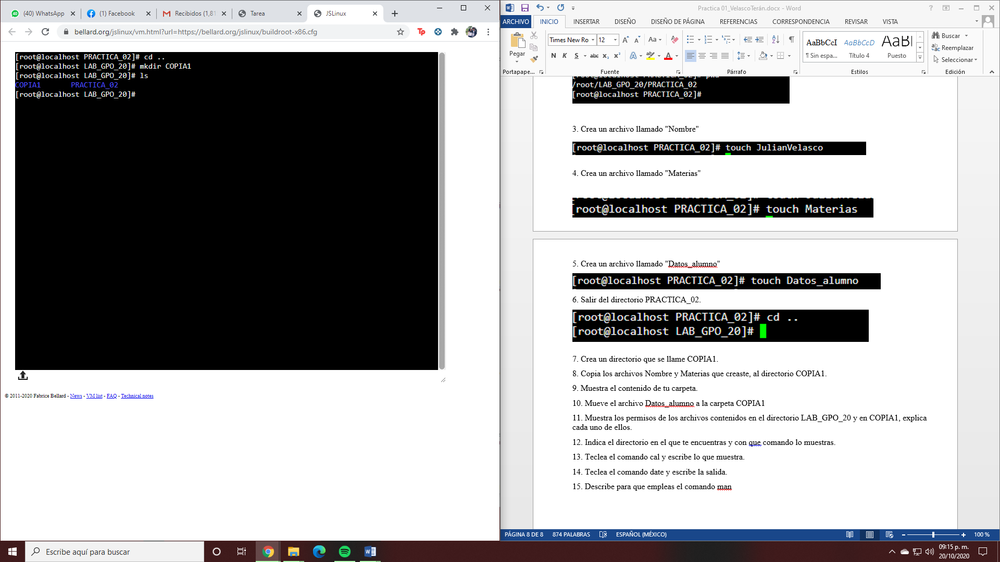 (40) WhatsApp
(1) Facebook
Recibidos (1,81
Tarea
JSLinux
bellard.org/jslinux/vm.html?url=https://bellard.org/jslinux/buildroot-x86.cfg
[root@localhost PRACTICA_02]# cd ..
[root@localhost LAB_GPO_20]# mkdir COPIA1
[root@localhost LAB_GPO_20]# ls
COPIA1 PRACTICA_02
[root@localhost LAB_GPO_20]#
© 2011-2020 Fabrice Bellard - News - VM list - FAQ - Technical notes
Practica 01_VelascoTerán.docx - Word
ARCHIVO INICIO INSERTAR DISEÑO DISEÑO DE PÁGINA REFERENCIAS CORRESPONDENCIA REVISAR VISTA
Pegar
Times New Ro 12
N K S abc x₂ x²
AaBbCcI AaBbCcD AaBl
¶ Sin espa... Título 4 Puesto
Buscar
Reemplazar
Seleccionar
Portapape... Fuente Párrafo Estilos Edición
/root/LAB_GPO_20/PRACTICA_02
[root@localhost PRACTICA_02]#
3. Crea un archivo llamado "Nombre"
[root@localhost PRACTICA_02]# touch JulianVelasco
4. Crea un archivo llamado "Materias"
[root@localhost PRACTICA_02]# touch Materias
5. Crea un archivo llamado "Datos_alumno"
[root@localhost PRACTICA_02]# touch Datos_alumno
6. Salir del directorio PRACTICA_02.
[root@localhost PRACTICA_02]# cd ..
[root@localhost LAB_GPO_20]#
7. Crea un directorio que se llame COPIA1.
8. Copia los archivos Nombre y Materias que creaste, al directorio COPIA1.
9. Muestra el contenido de tu carpeta.
10. Mueve el archivo Datos_alumno a la carpeta COPIA1
11. Muestra los permisos de los archivos contenidos en el directorio LAB_GPO_20 y en COPIA1, explica
cada uno de ellos.
12. Indica el directorio en el que te encuentras y con que comando lo muestras.
13. Teclea el comando cal y escribe lo que muestra.
14. Teclea el comando date y escribe la salida.
15. Describe para que empleas el comando man
PÁGINA 8 DE 8 874 PALABRAS ESPAÑOL (MÉXICO) 100 %
Escribe aquí para buscar
09:15 p. m.
20/10/2020